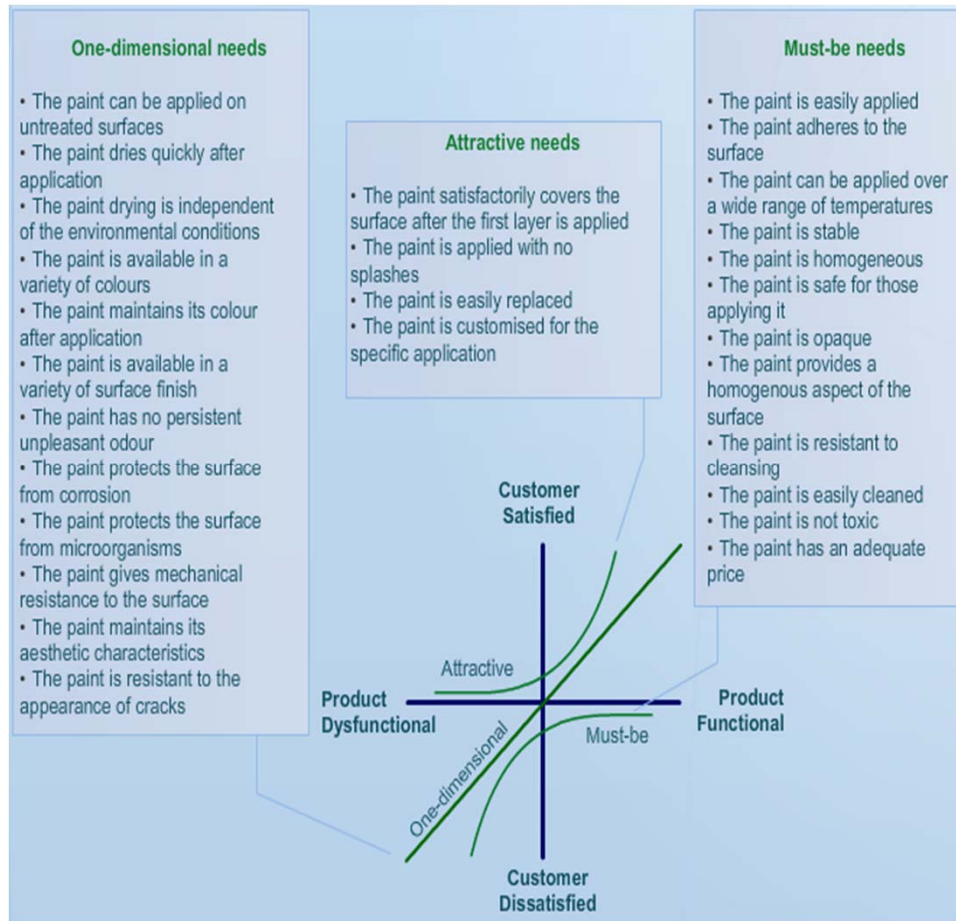 One-dimensional needs
• The paint can be applied on
untreated surfaces
• The paint dries quickly after
application
• The paint drying is independent
of the environmental conditions
• The paint is available in a
variety of colours
• The paint maintains its colour
after application
• The paint is available in a
variety of surface finish
• The paint has no persistent
unpleasant odour
• The paint protects the surface
from corrosion
• The paint protects the surface
from microorganisms
• The paint gives mechanical
resistance to the surface
• The paint maintains its
aesthetic characteristics
• The paint is resistant to the
appearance of cracks
Attractive needs
• The paint satisfactorily covers the
surface after the first layer is applied
• The paint is applied with no
splashes
• The paint is easily replaced
• The paint is customised for the
specific application
Must-be needs
• The paint is easily applied
• The paint adheres to the
surface
• The paint can be applied over
a wide range of temperatures
• The paint is stable
• The paint is homogeneous
• The paint is safe for those
applying it
• The paint is opaque
• The paint provides a
homogenous aspect of the
surface
• The paint is resistant to
cleansing
• The paint is easily cleaned
• The paint is not toxic
• The paint has an adequate
price
Customer
Satisfied
Attractive
Product
Dysfunctional
Product
Functional
Must-be
One-dimensional
Customer
Dissatisfied